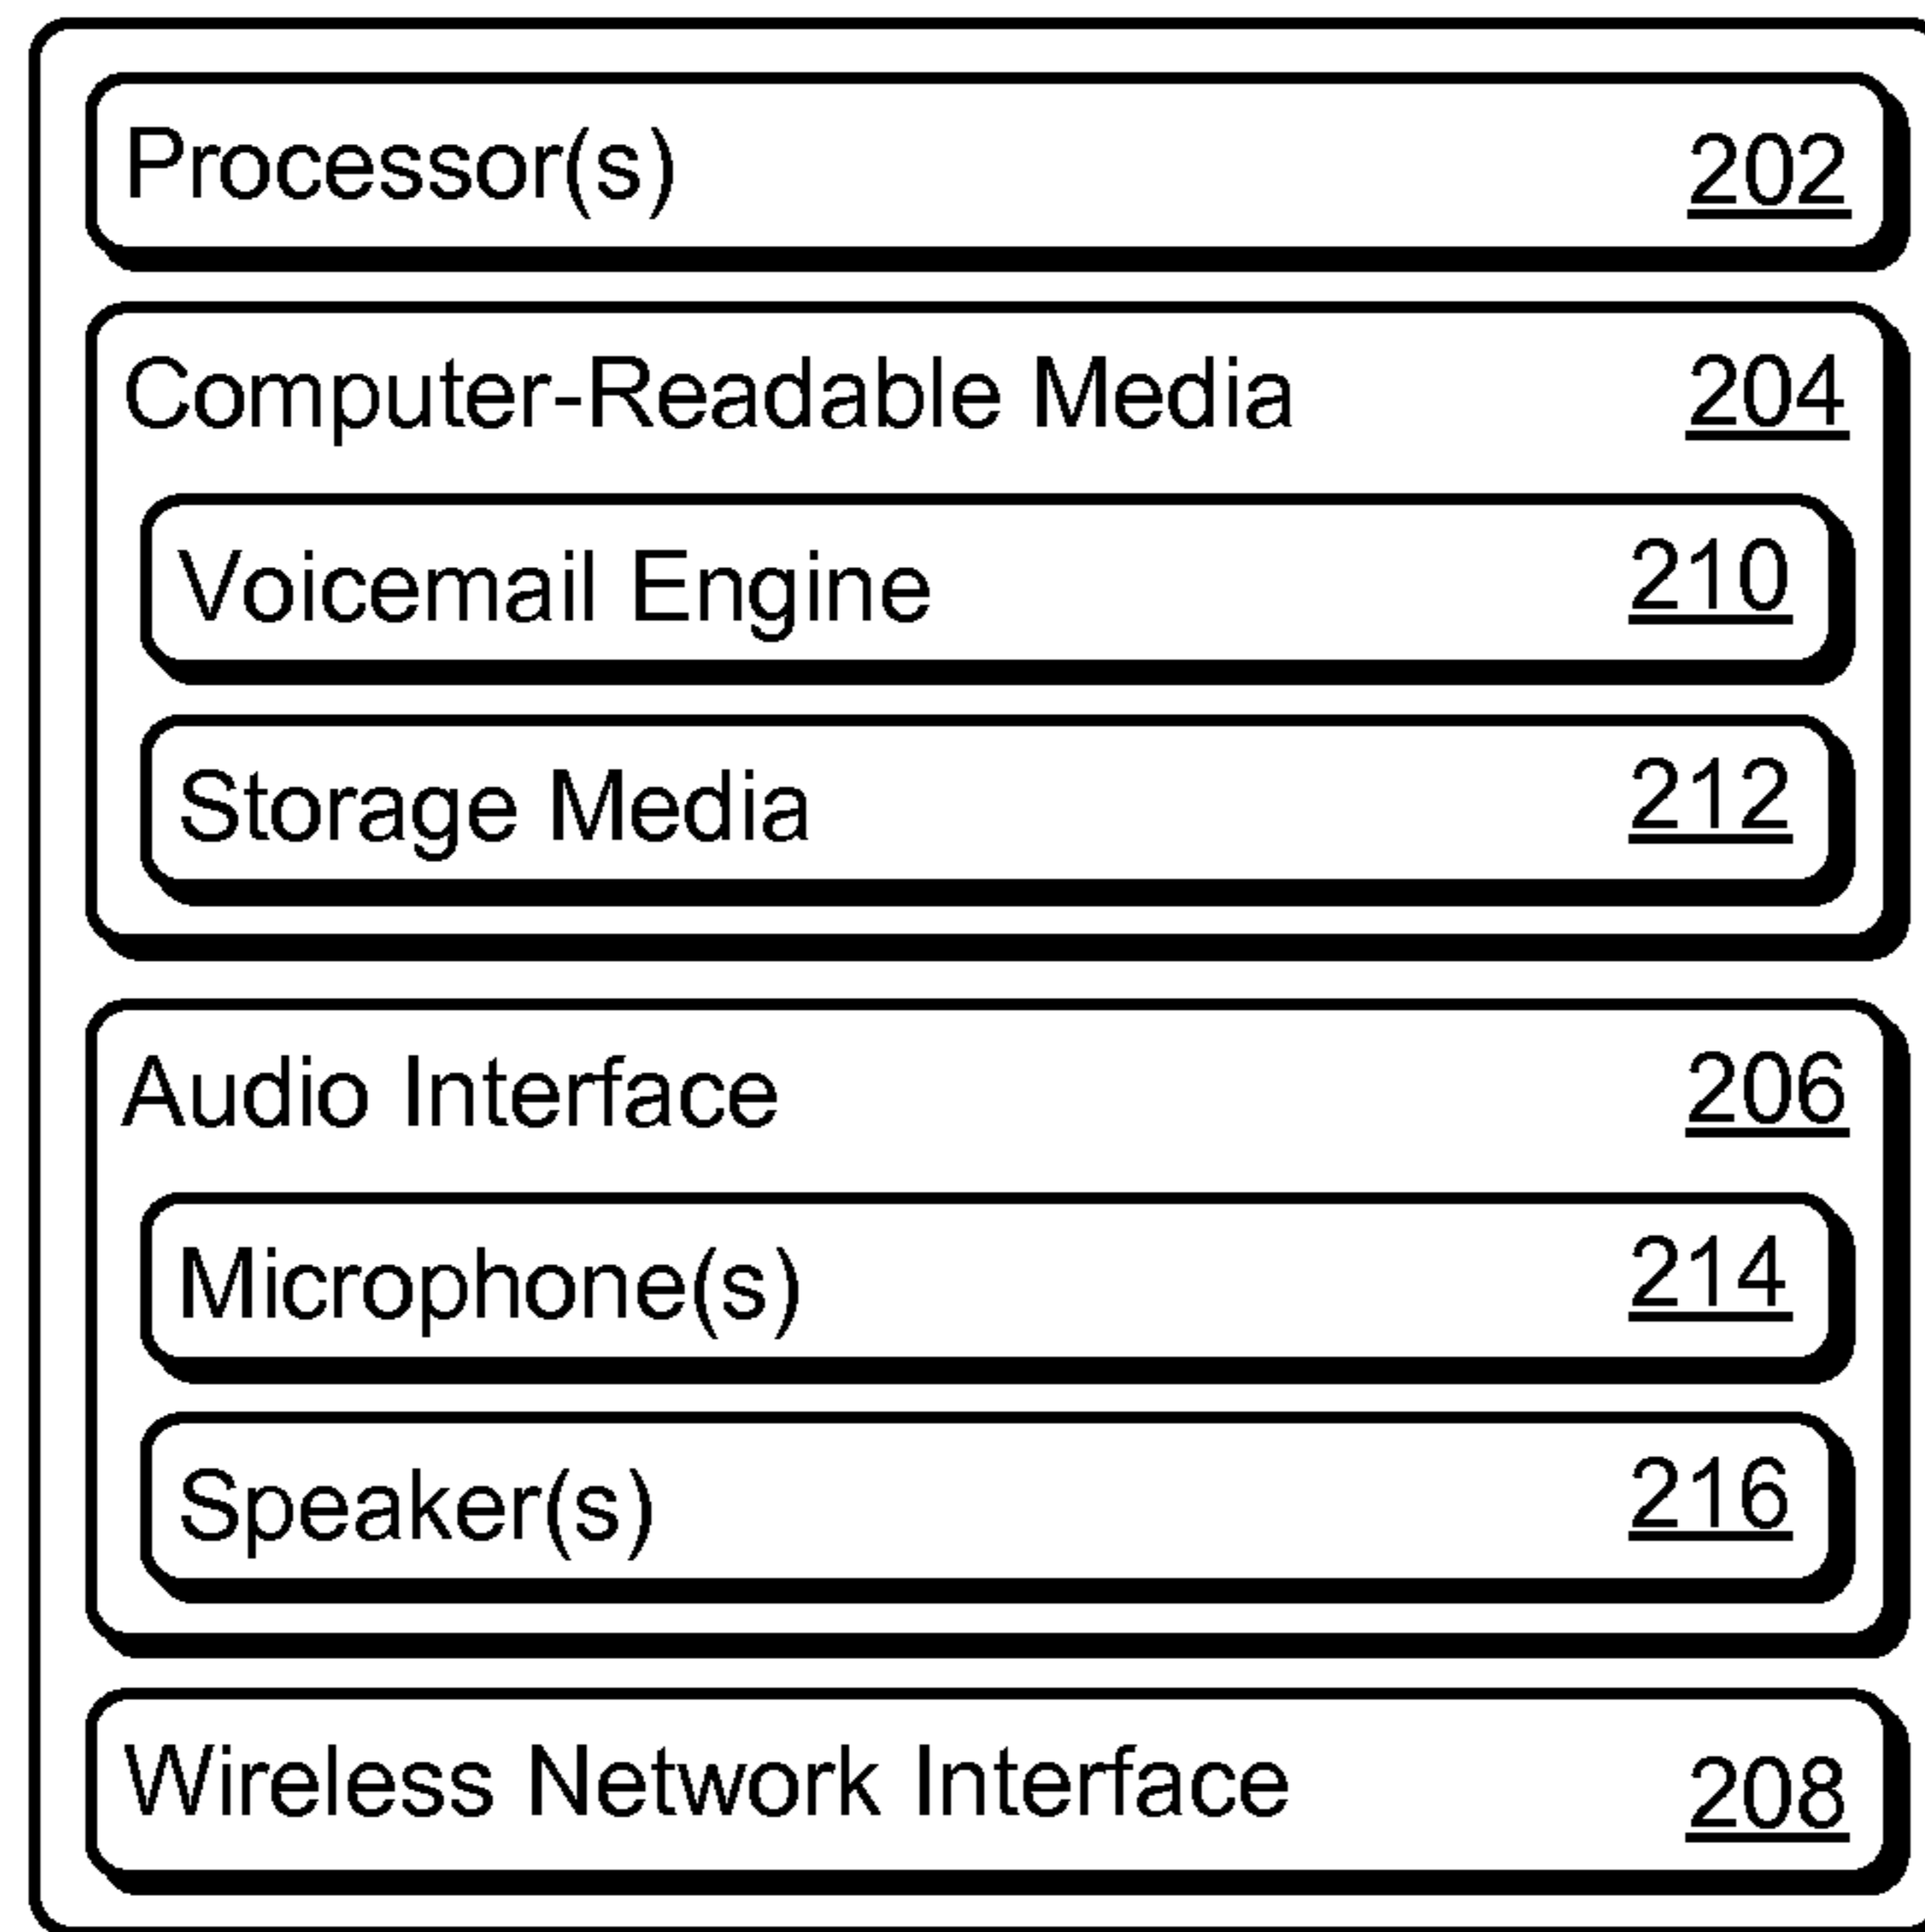 Processor(s) 202
Computer-Readable Media 204
Voicemail Engine 210
Storage Media 212
Audio Interface 206
Microphone(s) 214
Speaker(s) 216
Wireless Network Interface 208